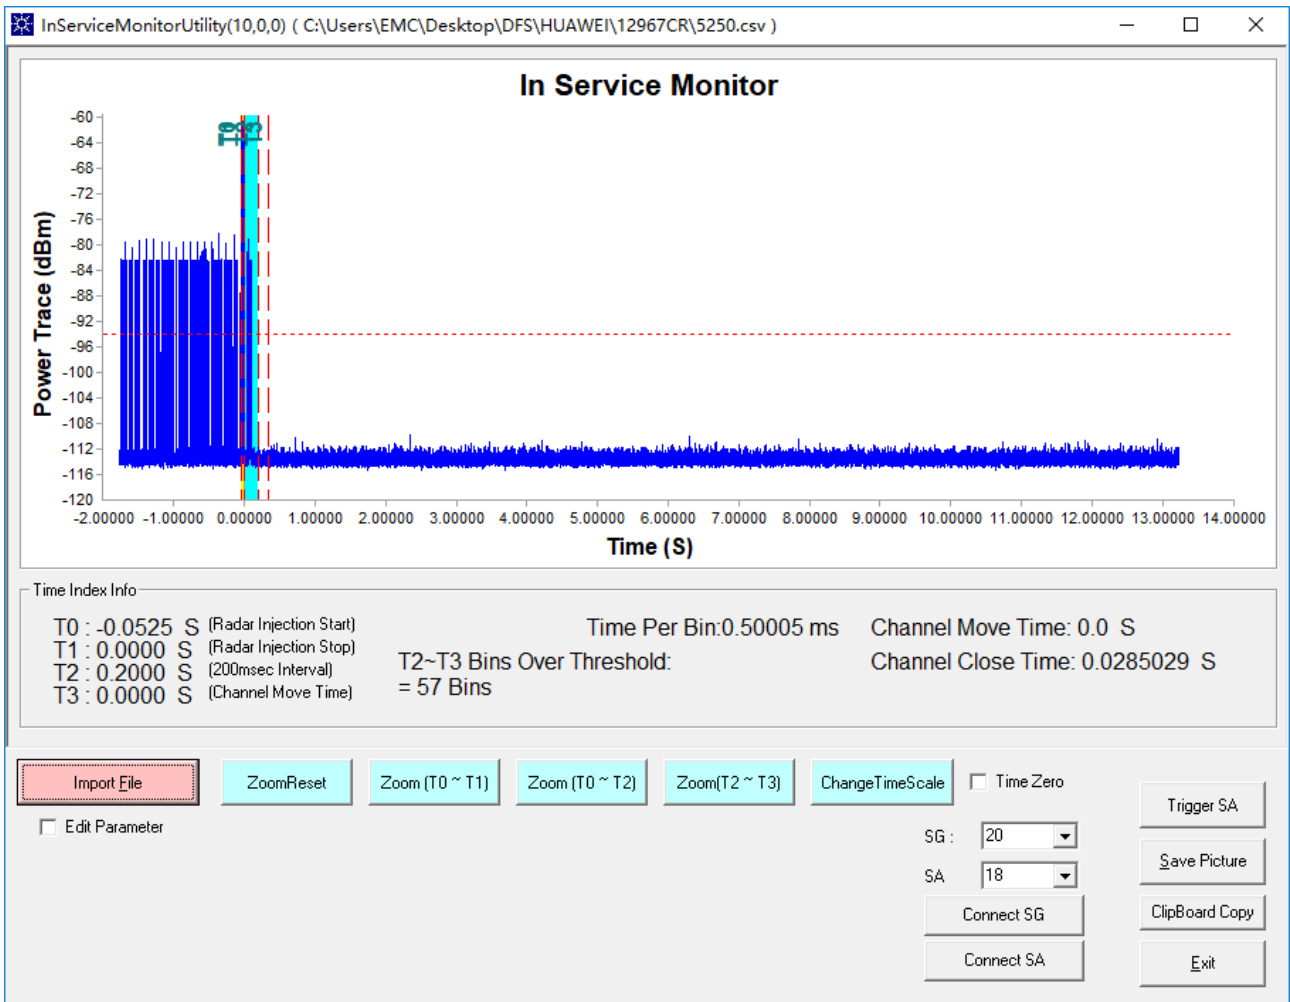 InServiceMonitorUtility(10,0,0) ( C:\Users\EMC\Desktop\DFS\HUAWEI\12967CR\5250.csv )
In Service Monitor
-60
-64
-68
-72
-76
-80
-84
-88
-92
-96
-100
-104
-108
-112
-116
-120
Power Trace (dBm)
T0
T3
-2.00000 -1.00000 0.00000 1.00000 2.00000 3.00000 4.00000 5.00000 6.00000 7.00000 8.00000 9.00000 10.00000 11.00000 12.00000 13.00000 14.00000
Time (S)
Time Index Info
T0 : -0.0525 S (Radar Injection Start)
T1 : 0.0000 S (Radar Injection Stop)
T2 : 0.2000 S (200msec Interval)
T3 : 0.0000 S (Channel Move Time)
Time Per Bin:0.50005 ms
T2~T3 Bins Over Threshold:
= 57 Bins
Channel Move Time: 0.0 S
Channel Close Time: 0.0285029 S
Import File
ZoomReset
Zoom (T0 ~ T1)
Zoom (T0 ~ T2)
Zoom(T2 ~ T3)
ChangeTimeScale
Time Zero
Edit Parameter
SG : 20
SA 18
Connect SG
Connect SA
Trigger SA
Save Picture
ClipBoard Copy
Exit